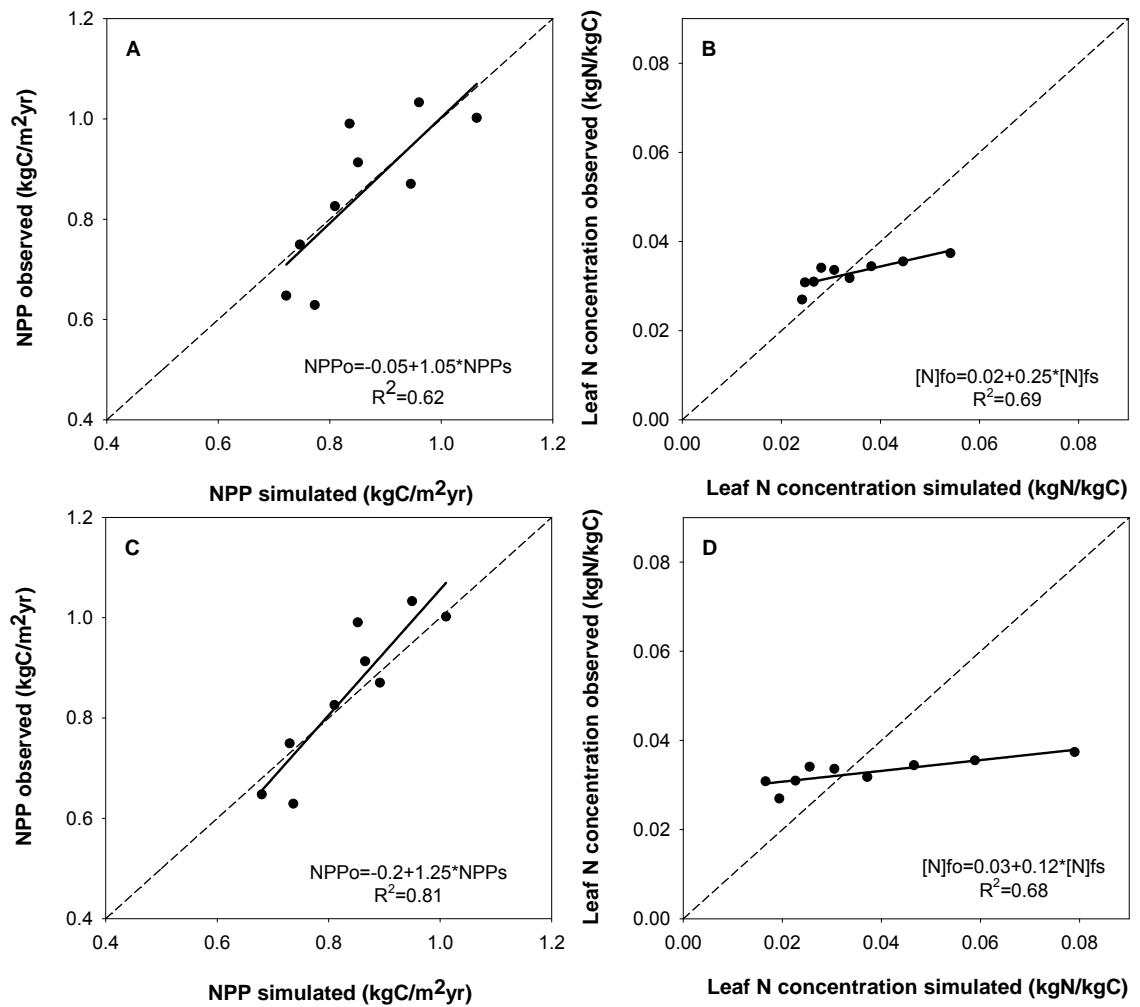 A
1.2
1.0
0.8
0.6
0.4
NPP observed (kgC/m²yr)
NPPo=-0.05+1.05*NPPs
R²=0.62
0.4 0.6 0.8 1.0 1.2
NPP simulated (kgC/m²yr)
B
0.08
0.06
0.04
0.02
0.00
Leaf N concentration observed (kgN/kgC)
[N]fo=0.02+0.25*[N]fs
R²=0.69
0.00 0.02 0.04 0.06 0.08
Leaf N concentration simulated (kgN/kgC)
C
1.2
1.0
0.8
0.6
0.4
NPP observed (kgC/m²yr)
NPPo=-0.2+1.25*NPPs
R²=0.81
0.4 0.6 0.8 1.0 1.2
NPP simulated (kgC/m²yr)
D
0.08
0.06
0.04
0.02
0.00
Leaf N concentration observed (kgN/kgC)
[N]fo=0.03+0.12*[N]fs
R²=0.68
0.00 0.02 0.04 0.06 0.08
Leaf N concentration simulated (kgN/kgC)